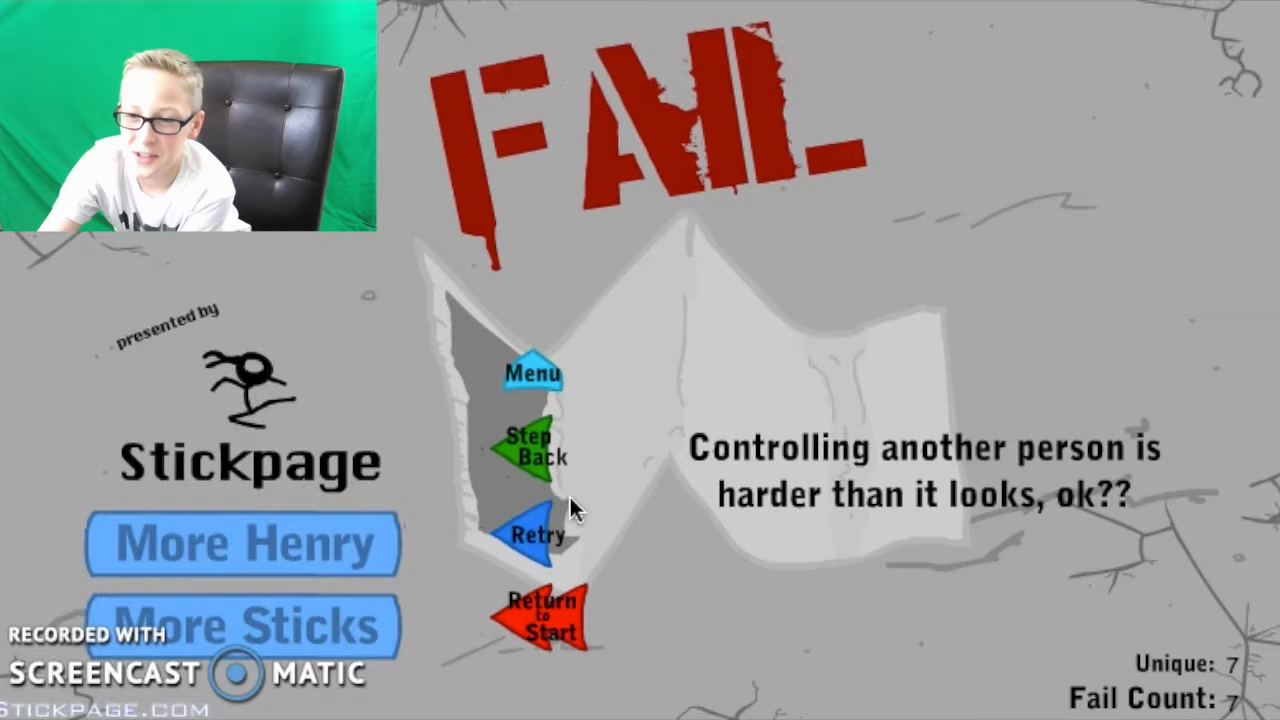 FAIL
presented by
Stickpage
More Henry
More Sticks
Menu
Step
Back
Retry
Return
to
Start
Controlling another person is
harder than it looks, ok??
RECORDED WITH
SCREENCAST MATIC
STICKPAGE.COM
Unique: 7
Fail Count: 7